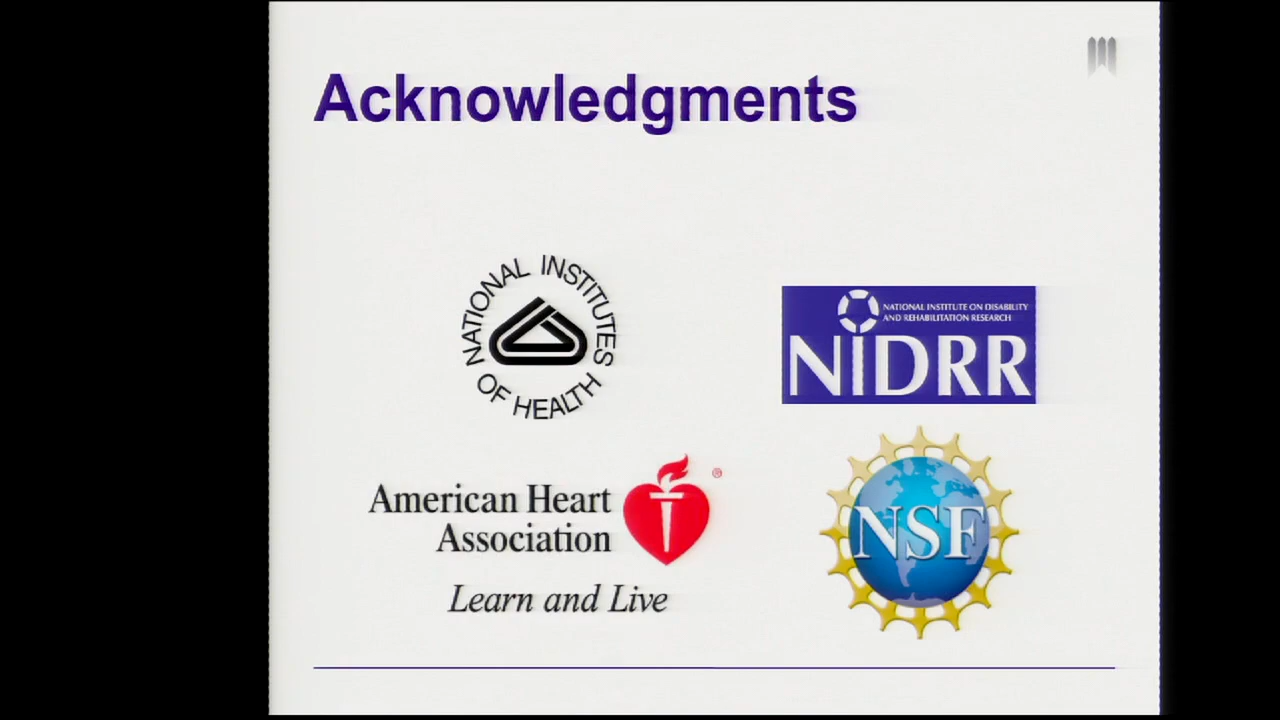 Acknowledgments
NATIONAL INSTITUTES
OF HEALTH
NATIONAL INSTITUTE ON DISABILITY
AND REHABILITATION RESEARCH
NIDRR
American Heart
Association
®
Learn and Live
NSF